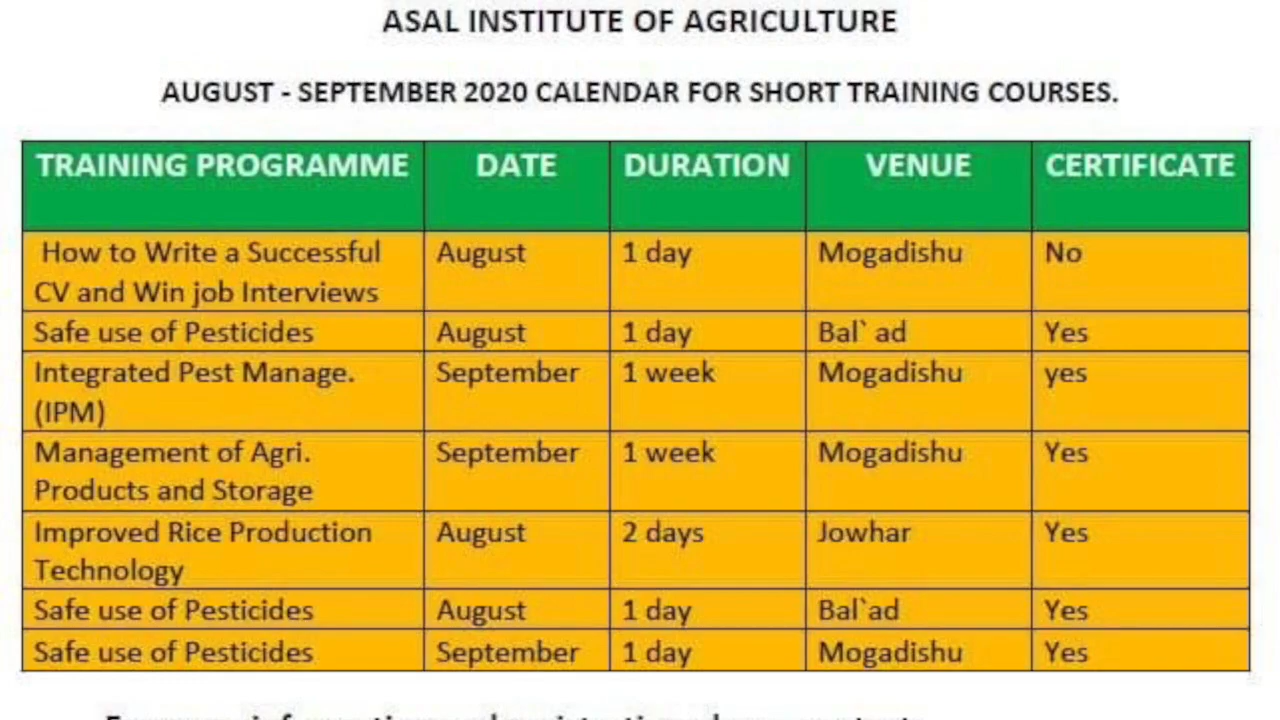 ASAL INSTITUTE OF AGRICULTURE
AUGUST - SEPTEMBER 2020 CALENDAR FOR SHORT TRAINING COURSES.
TRAINING PROGRAMME DATE DURATION VENUE CERTIFICATE
How to Write a Successful August 1 day Mogadishu No
CV and Win job Interviews
Safe use of Pesticides August 1 day Bal` ad Yes
Integrated Pest Manage. September 1 week Mogadishu yes
(IPM)
Management of Agri. September 1 week Mogadishu Yes
Products and Storage
Improved Rice Production August 2 days Jowhar Yes
Technology
Safe use of Pesticides August 1 day Bal`ad Yes
Safe use of Pesticides September 1 day Mogadishu Yes